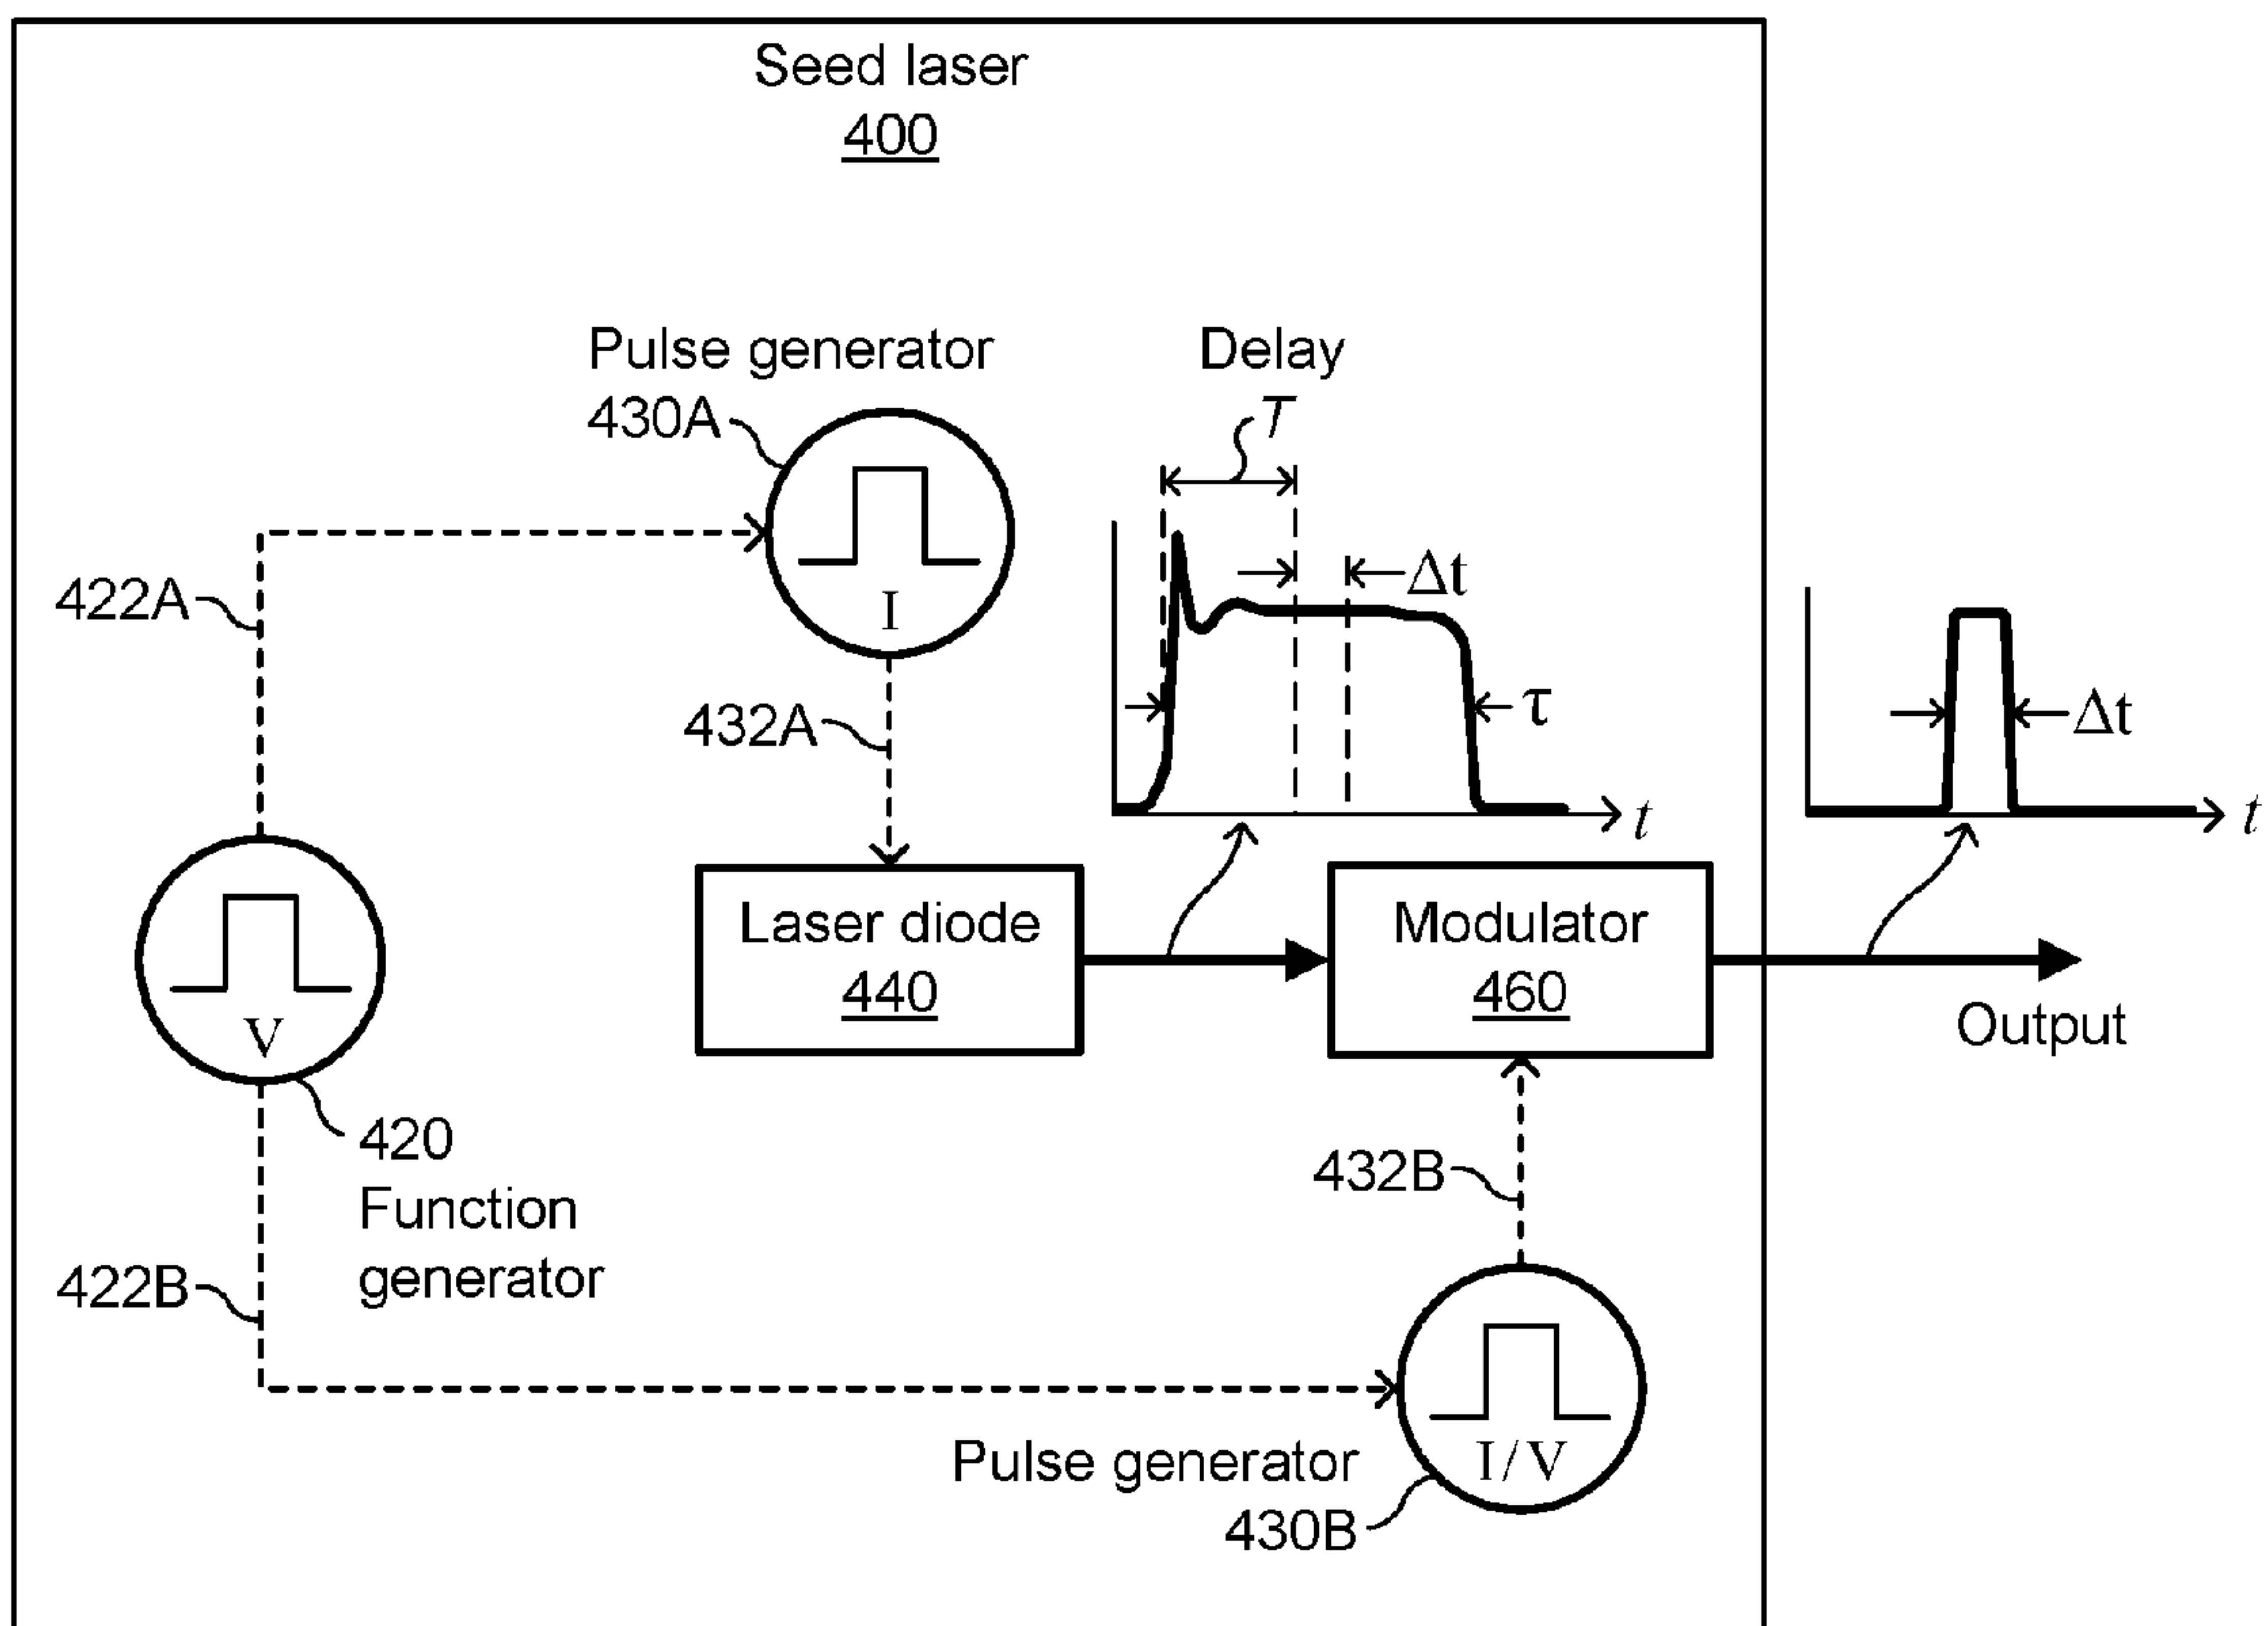 Seed laser
400
Pulse generator
430A
I
Delay
T
Δt
τ
t
Δt
t
422A
432A
V
420
Function
generator
Laser diode
440
Modulator
460
Output
422B
432B
Pulse generator
430B
I / V